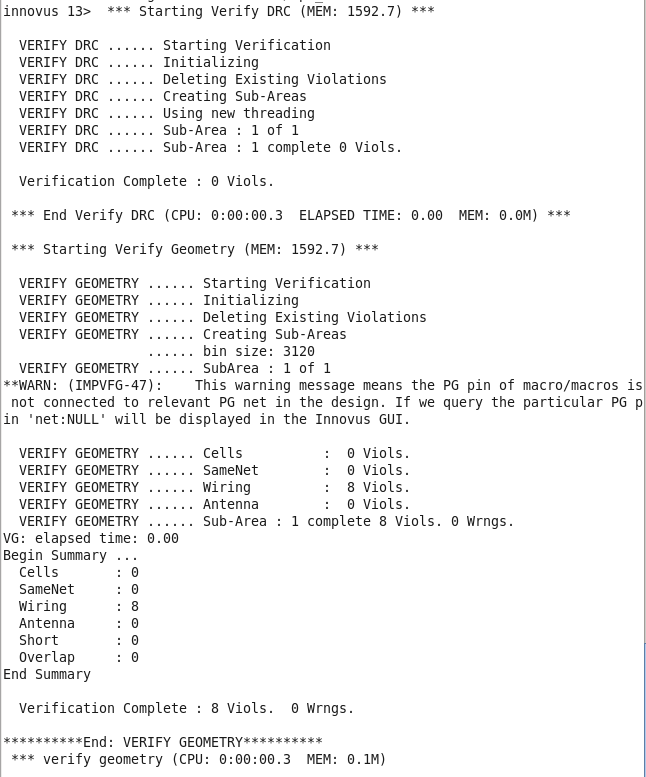 innovus 13>  *** Starting Verify DRC (MEM: 1592.7) ***
VERIFY DRC ...... Starting Verification
VERIFY DRC ...... Initializing
VERIFY DRC ...... Deleting Existing Violations
VERIFY DRC ...... Creating Sub-Areas
VERIFY DRC ...... Using new threading
VERIFY DRC ...... Sub-Area : 1 of 1
VERIFY DRC ...... Sub-Area : 1 complete 0 Viols.
Verification Complete : 0 Viols.
*** End Verify DRC (CPU: 0:00:00.3  ELAPSED TIME: 0.00  MEM: 0.0M) ***
*** Starting Verify Geometry (MEM: 1592.7) ***
VERIFY GEOMETRY ...... Starting Verification
VERIFY GEOMETRY ...... Initializing
VERIFY GEOMETRY ...... Deleting Existing Violations
VERIFY GEOMETRY ...... Creating Sub-Areas
...... bin size: 3120
VERIFY GEOMETRY ...... SubArea : 1 of 1
**WARN: (IMPVFG-47):    This warning message means the PG pin of macro/macros is
not connected to relevant PG net in the design. If we query the particular PG p
in 'net:NULL' will be displayed in the Innovus GUI.
VERIFY GEOMETRY ...... Cells          :  0 Viols.
VERIFY GEOMETRY ...... SameNet        :  0 Viols.
VERIFY GEOMETRY ...... Wiring         :  8 Viols.
VERIFY GEOMETRY ...... Antenna        :  0 Viols.
VERIFY GEOMETRY ...... Sub-Area : 1 complete 8 Viols. 0 Wrngs.
VG: elapsed time: 0.00
Begin Summary ...
Cells       : 0
SameNet     : 0
Wiring      : 8
Antenna     : 0
Short       : 0
Overlap     : 0
End Summary
Verification Complete : 8 Viols.  0 Wrngs.
**********End: VERIFY GEOMETRY**********
*** verify geometry (CPU: 0:00:00.3  MEM: 0.1M)